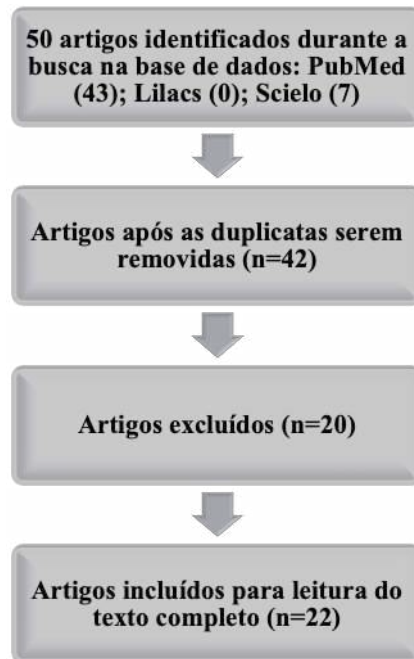 50 artigos identificados durante a
busca na base de dados: PubMed
(43); Lilacs (0); Scielo (7)
Artigos após as duplicatas serem
removidas (n=42)
Artigos excluídos (n=20)
Artigos incluídos para leitura do
texto completo (n=22)